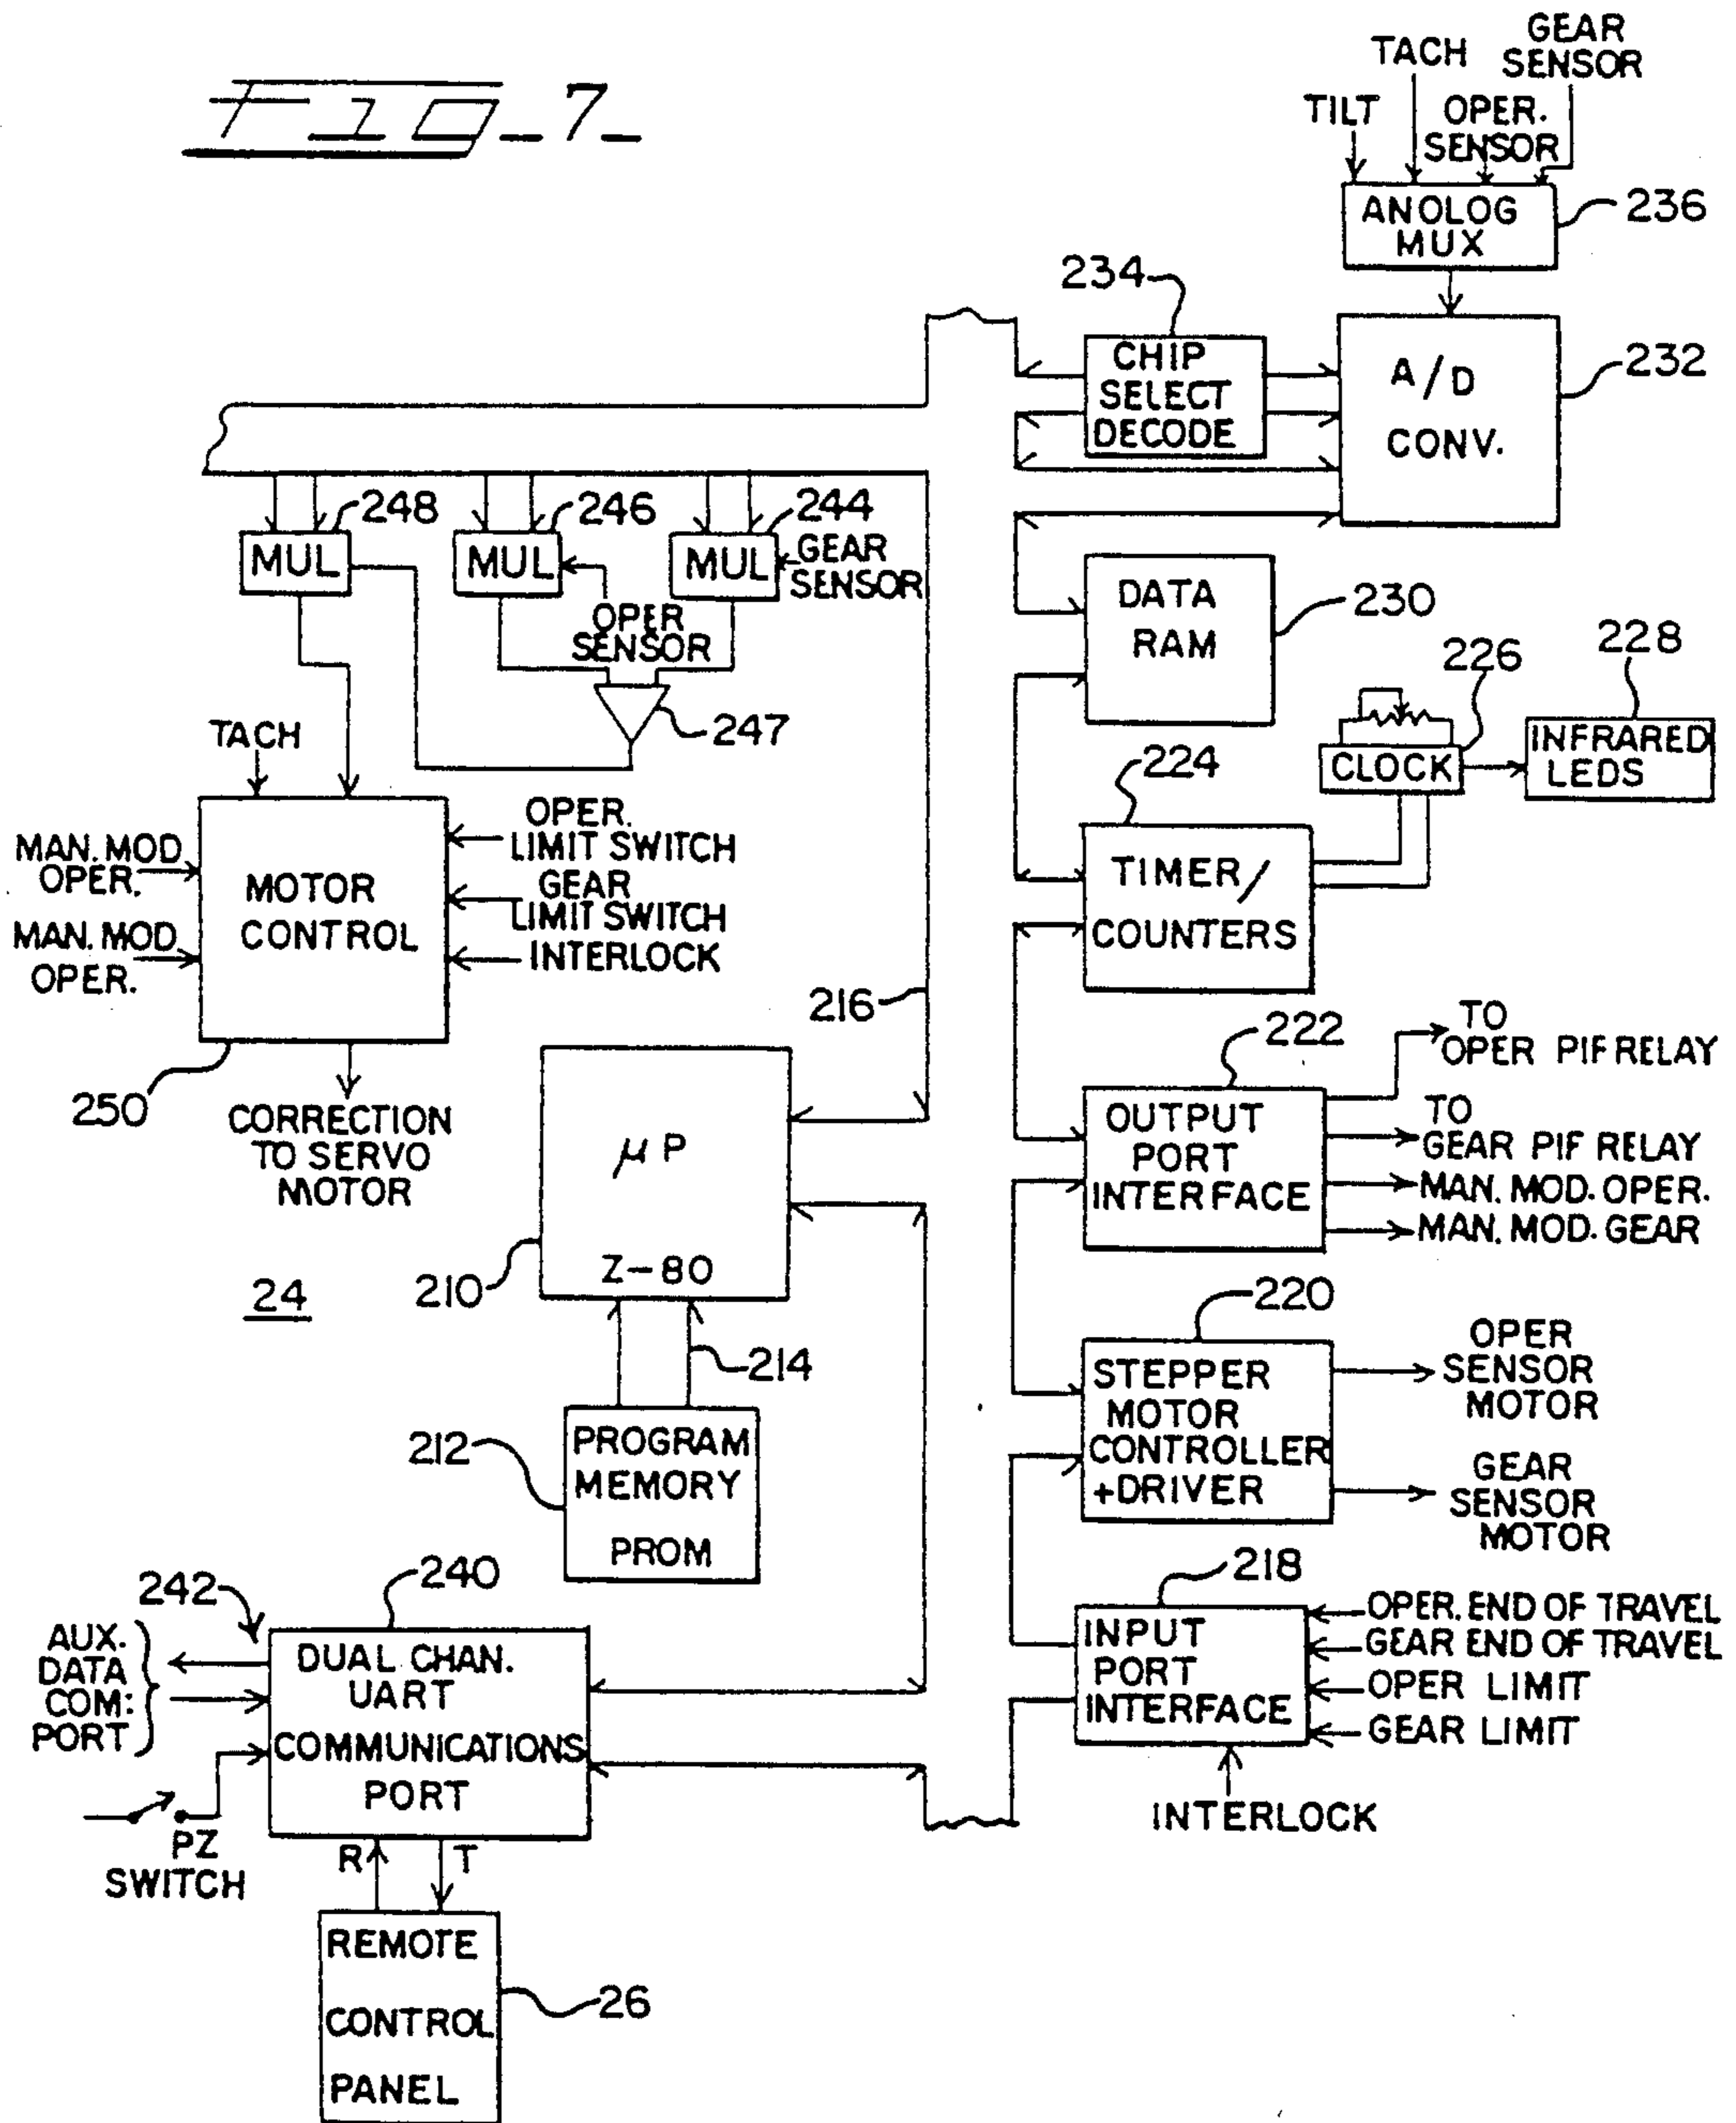 FIG_7_
GEAR
SENSOR
TACH
TILT
OPER.
SENSOR
ANOLOG
MUX
236
234
CHIP
SELECT
DECODE
A/D
CONV.
232
248
246
244
MUL
MUL
MUL
GEAR
SENSOR
OPER
SENSOR
247
DATA
RAM
230
226
228
CLOCK
INFRARED
LEDS
224
TIMER/
COUNTERS
TACH
MAN. MOD
OPER.
MAN. MOD
OPER.
MOTOR
CONTROL
OPER.
LIMIT SWITCH
GEAR
LIMIT SWITCH
INTERLOCK
250
CORRECTION
TO SERVO
MOTOR
216
μP
Z-80
210
24
214
212
PROGRAM
MEMORY
PROM
222
OUTPUT
PORT
INTERFACE
TO
OPER PIF RELAY
TO
GEAR PIF RELAY
MAN. MOD. OPER.
MAN. MOD. GEAR
220
STEPPER
MOTOR
CONTROLLER
+DRIVER
OPER
SENSOR
MOTOR
GEAR
SENSOR
MOTOR
218
INPUT
PORT
INTERFACE
OPER. END OF TRAVEL
GEAR END OF TRAVEL
OPER LIMIT
GEAR LIMIT
INTERLOCK
242
240
AUX.
DATA
COM:
PORT
DUAL CHAN.
UART
COMMUNICATIONS
PORT
PZ
SWITCH
R
T
REMOTE
CONTROL
PANEL
26